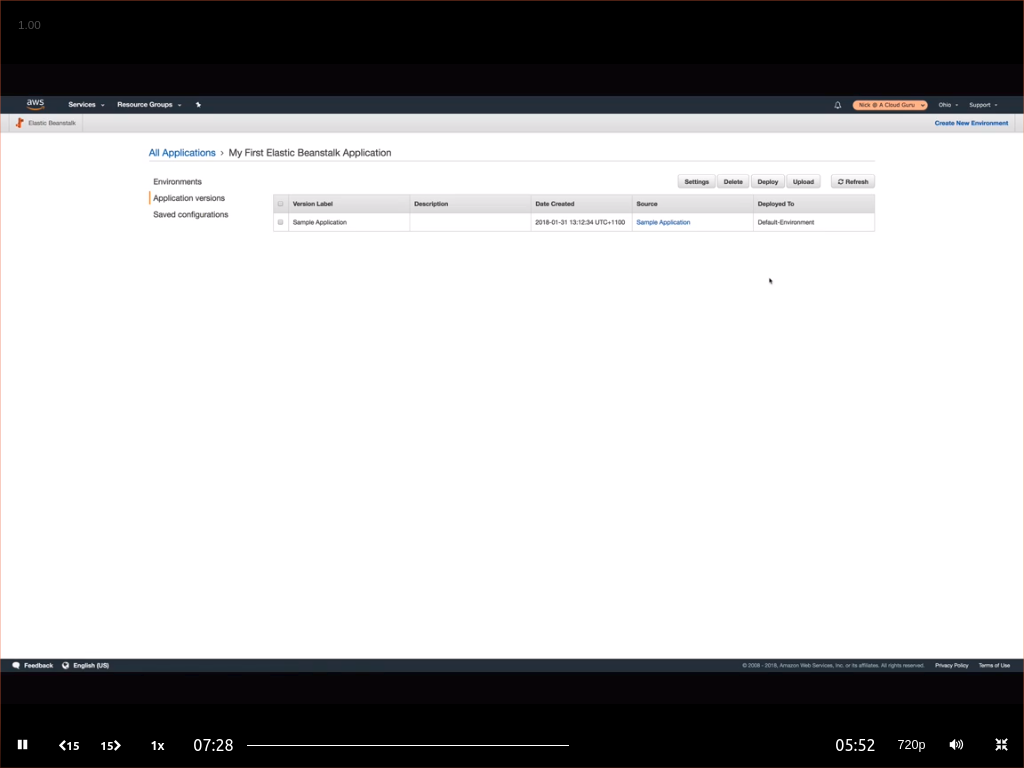 1.00
aws Services Resource Groups Nick @ A Cloud Guru Ohio Support
Elastic Beanstalk Create New Environment
All Applications › My First Elastic Beanstalk Application
Environments
Application versions
Saved configurations
Settings Delete Deploy Upload Refresh
Version Label Description Date Created Source Deployed To
Sample Application 2018-01-31 13:12:34 UTC+1100 Sample Application Default-Environment
Feedback English (US) © 2008 - 2018, Amazon Web Services, Inc. or its affiliates. All rights reserved. Privacy Policy Terms of Use
15 15 1x 07:28 05:52 720p